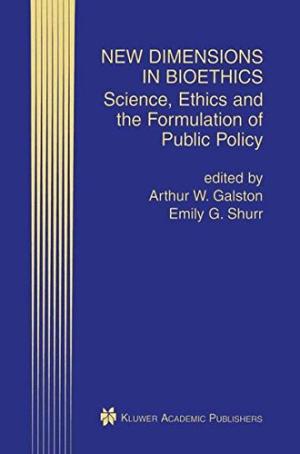 NEW DIMENSIONS
IN BIOETHICS
Science, Ethics and
the Formulation of
Public Policy
edited by
Arthur W. Galston
Emily G. Shurr
KLUWER ACADEMIC PUBLISHERS